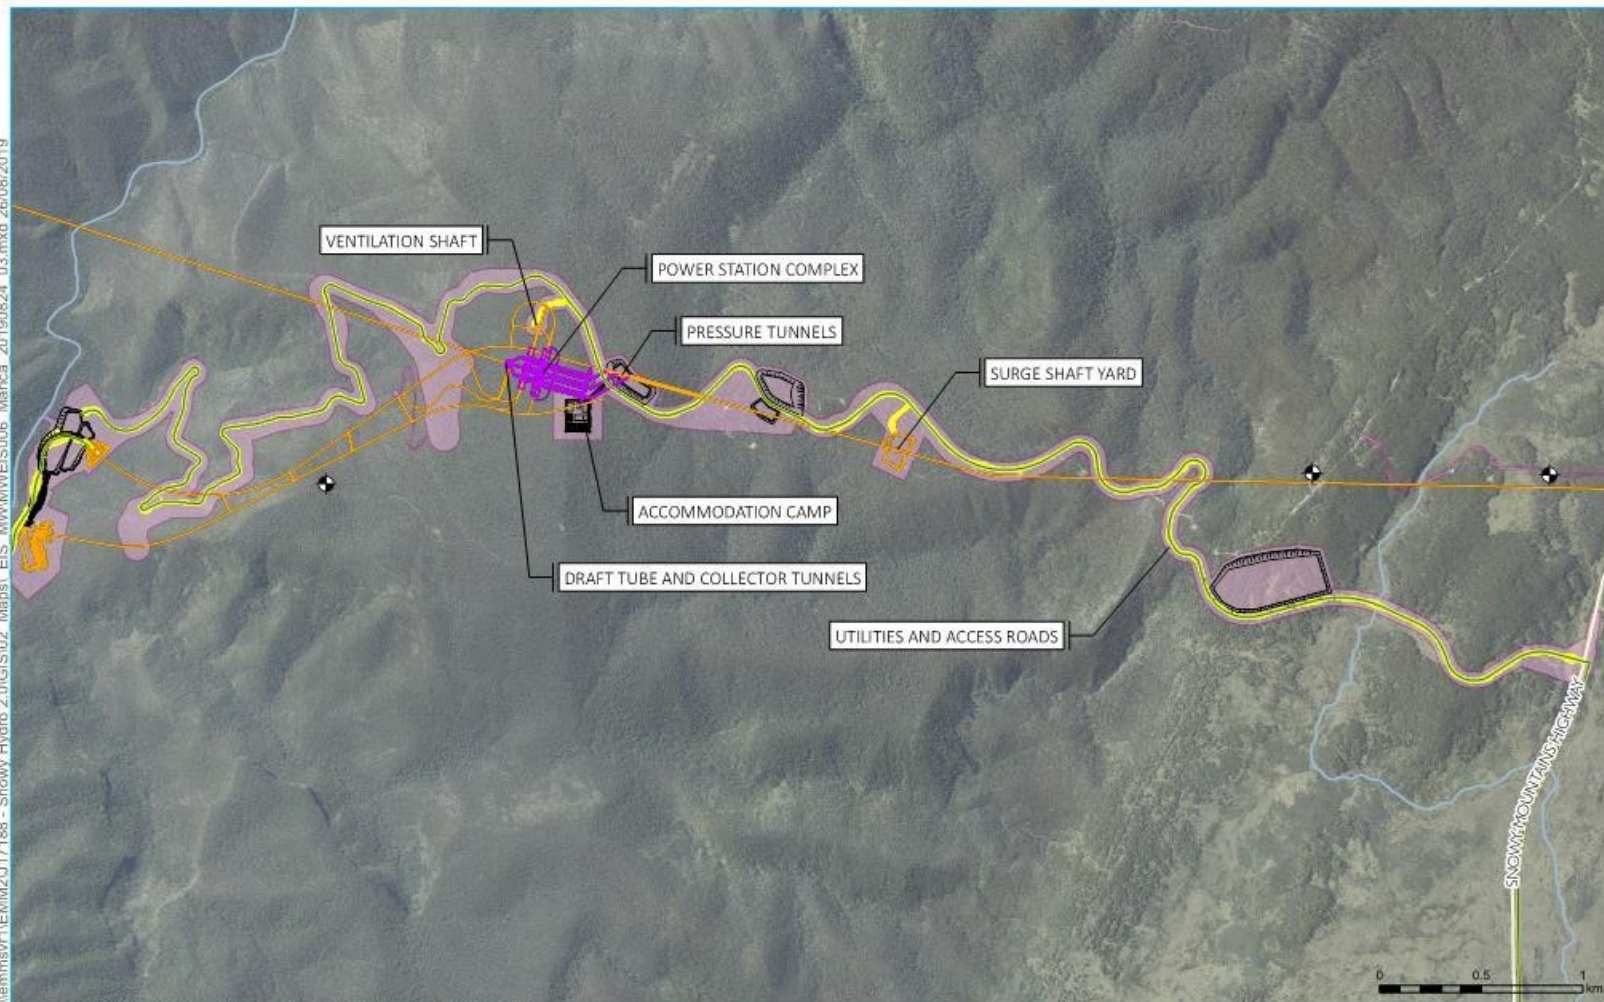 VENTILATION SHAFT
POWER STATION COMPLEX
PRESSURE TUNNELS
SURGE SHAFT YARD
ACCOMMODATION CAMP
DRAFT TUBE AND COLLECTOR TUNNELS
UTILITIES AND ACCESS ROADS
SNOWY MOUNTAINS HIGHWAY
0 0.5 1
km